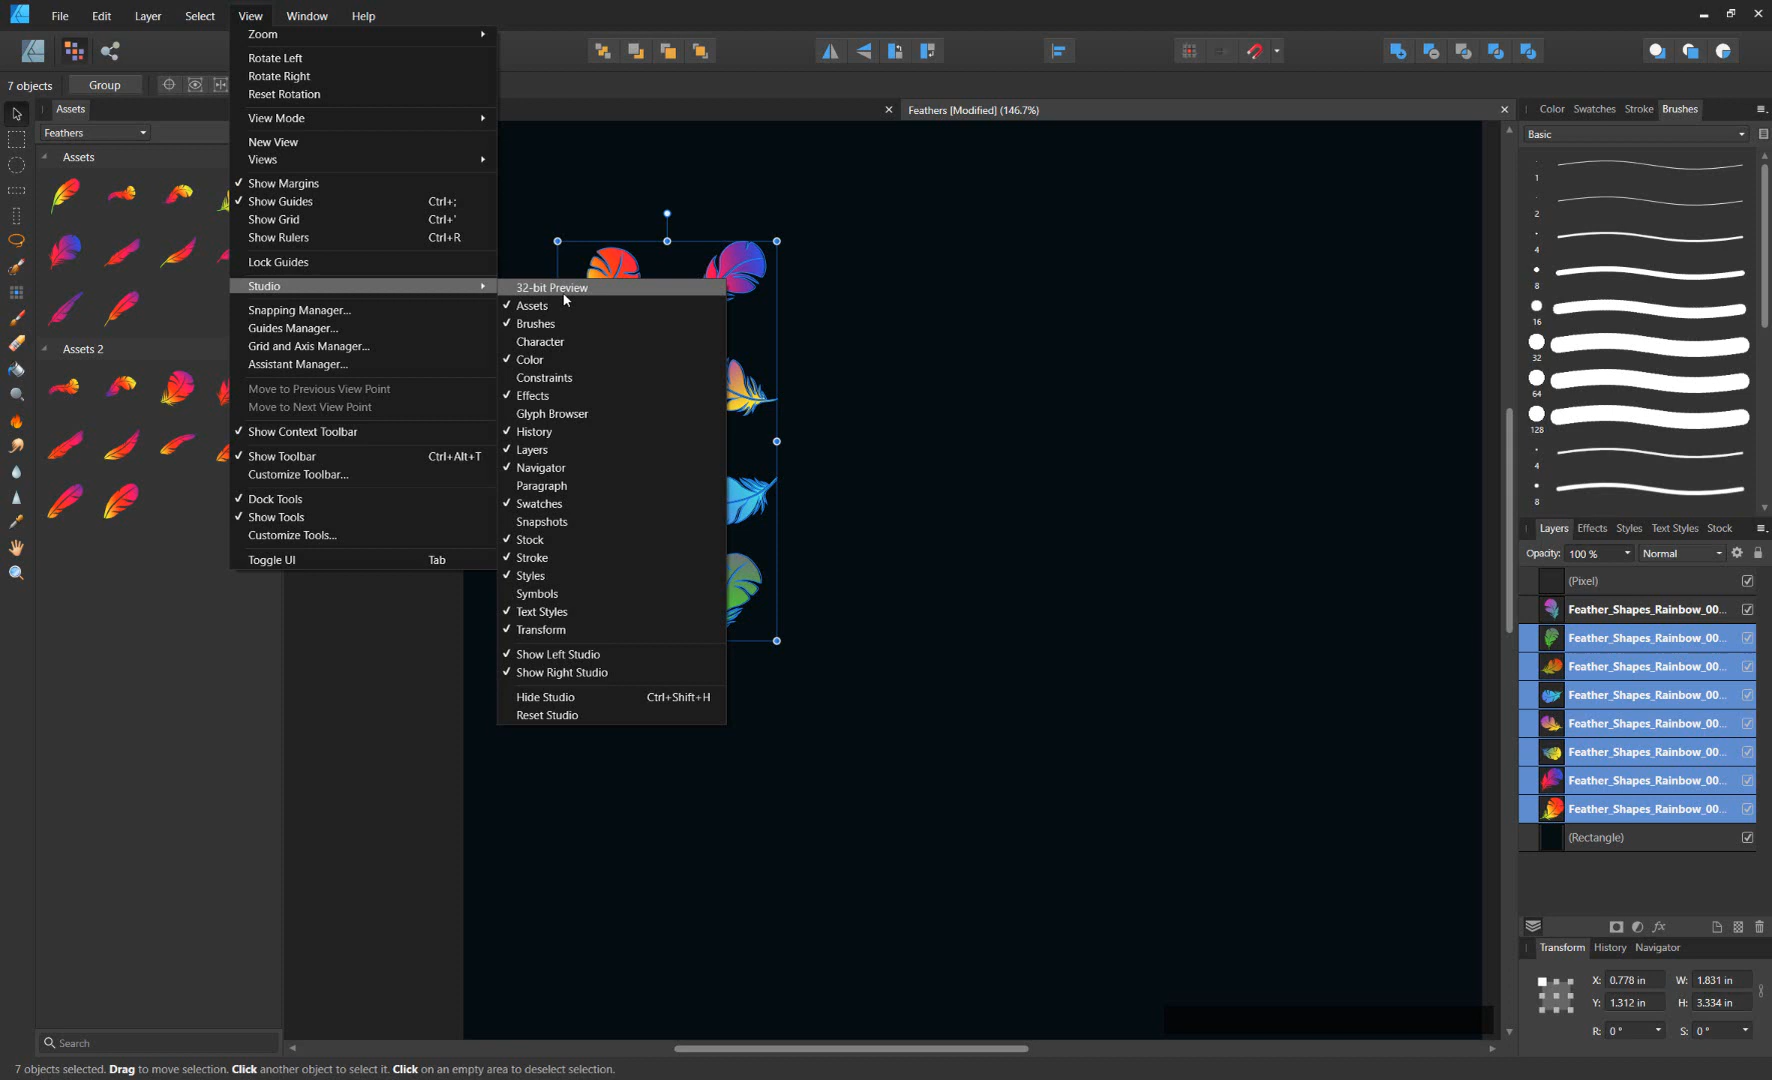 File Edit Layer Select View Window Help
7 objects Group
Assets
Feathers
Assets
Assets 2
Search
Zoom
Rotate Left
Rotate Right
Reset Rotation
View Mode
New View
Views
Show Margins
Show Guides Ctrl+;
Show Grid Ctrl+'
Show Rulers Ctrl+R
Lock Guides
Studio
Snapping Manager...
Guides Manager...
Grid and Axis Manager...
Assistant Manager...
Move to Previous View Point
Move to Next View Point
Show Context Toolbar
Show Toolbar Ctrl+Alt+T
Customize Toolbar...
Dock Tools
Show Tools
Customize Tools...
Toggle UI Tab
32-bit Preview
Assets
Brushes
Character
Color
Constraints
Effects
Glyph Browser
History
Layers
Navigator
Paragraph
Swatches
Snapshots
Stock
Stroke
Styles
Symbols
Text Styles
Transform
Show Left Studio
Show Right Studio
Hide Studio Ctrl+Shift+H
Reset Studio
Feathers [Modified] (146.7%)
Color Swatches Stroke Brushes
Basic
1
2
4
8
16
32
64
128
4
8
Layers Effects Styles Text Styles Stock
Opacity: 100 % Normal
(Pixel)
Feather_Shapes_Rainbow_00...
Feather_Shapes_Rainbow_00...
Feather_Shapes_Rainbow_00...
Feather_Shapes_Rainbow_00...
Feather_Shapes_Rainbow_00...
Feather_Shapes_Rainbow_00...
Feather_Shapes_Rainbow_00...
Feather_Shapes_Rainbow_00...
(Rectangle)
Transform History Navigator
X: 0.778 in W: 1.831 in
Y: 1.312 in H: 3.334 in
R: 0 ° S: 0 °
7 objects selected. Drag to move selection. Click another object to select it. Click on an empty area to deselect selection.